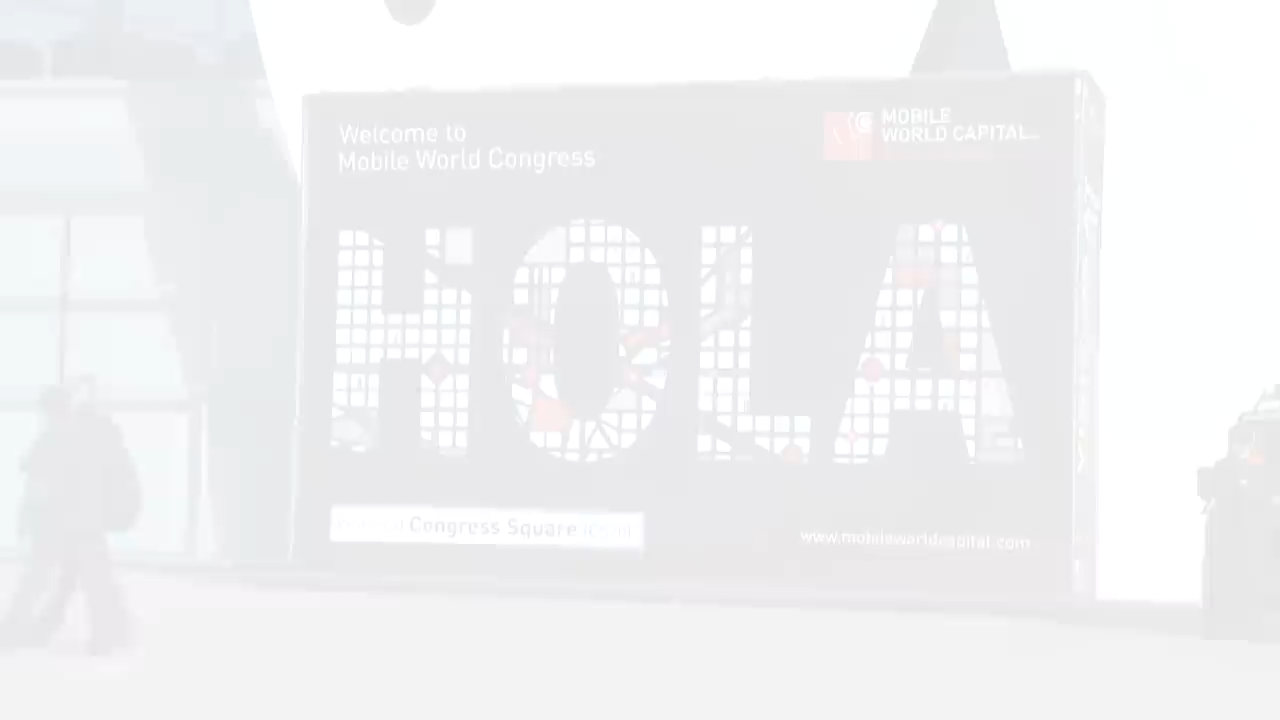 Welcome to
Mobile World Congress
MOBILE
WORLD CAPITAL
HOLA
Congress Square
www.mobileworldcapital.com